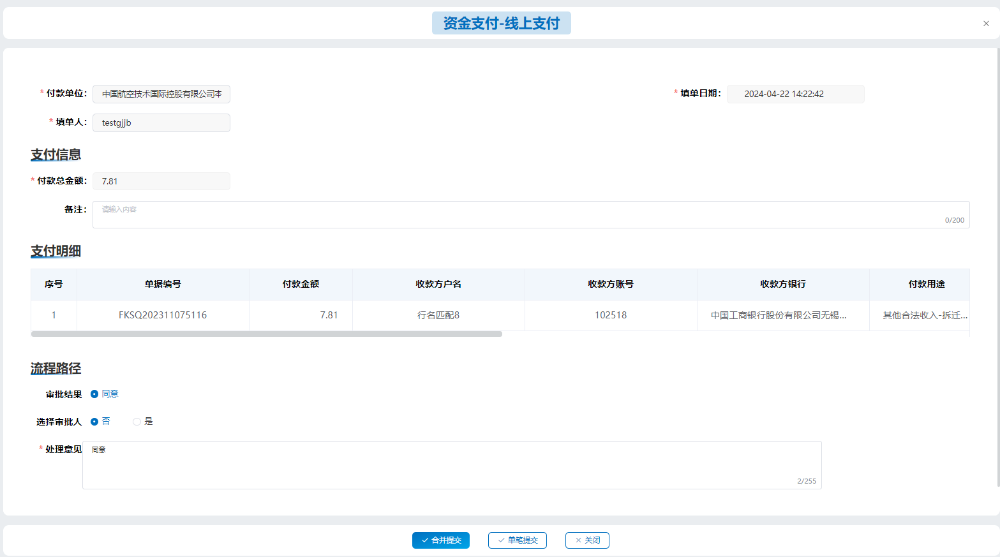 资金支付-线上支付
* 付款单位: 中国航空技术国际控股有限公司本
* 填单日期: 2024-04-22 14:22:42
* 填单人: testgjjb
支付信息
* 付款总金额: 7.81
备注: 请输入内容
0/200
支付明细
序号 单据编号 付款金额 收款方户名 收款方账号 收款方银行 付款用途
1 FKSQ202311075116 7.81 行名匹配8 102518 中国工商银行股份有限公司无锡... 其他合法收入-拆迁...
流程路径
审批结果 同意
选择审批人 否 是
* 处理意见 同意
2/255
合并提交 单笔提交 关闭